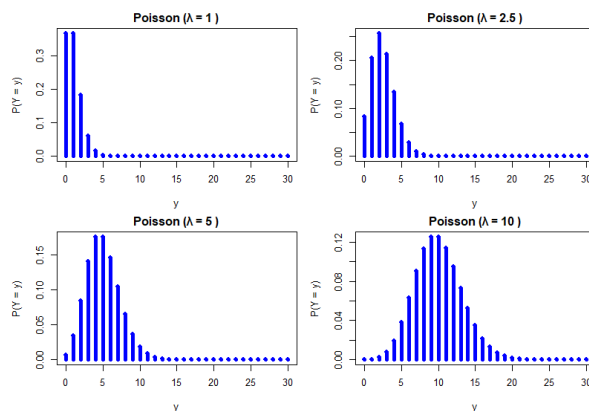 Poisson (λ = 1 )
P(Y = y)
0.0 0.1 0.2 0.3
0 5 10 15 20 25 30
y
Poisson (λ = 2.5 )
P(Y = y)
0.00 0.10 0.20
0 5 10 15 20 25 30
y
Poisson (λ = 5 )
P(Y = y)
0.00 0.05 0.10 0.15
0 5 10 15 20 25 30
y
Poisson (λ = 10 )
P(Y = y)
0.00 0.04 0.08 0.12
0 5 10 15 20 25 30
y